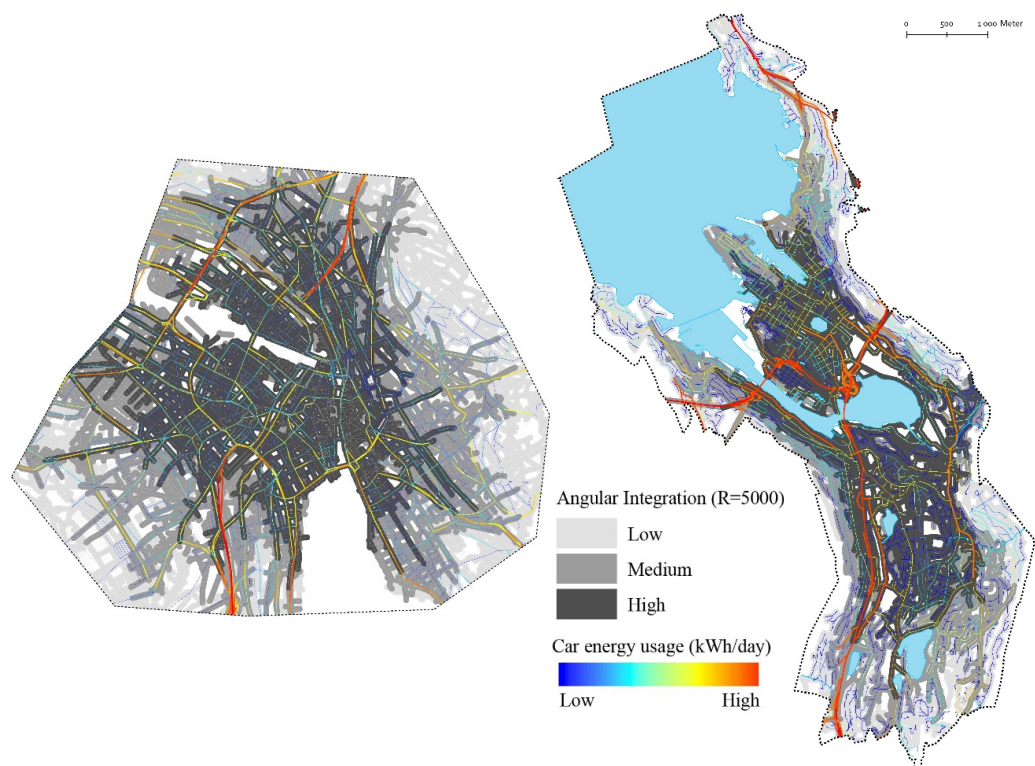 0 500 1 000 Meter
Angular Integration (R=5000)
Low
Medium
High
Car energy usage (kWh/day)
Low High